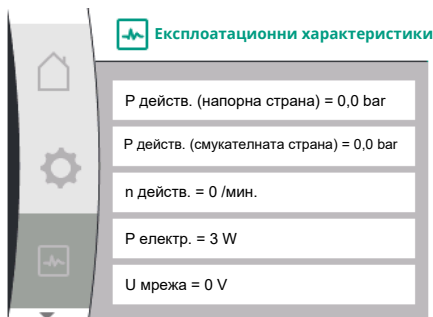 Експлоатационни характеристики
P действ. (напорна страна) = 0,0 bar
P действ. (смукателната страна) = 0,0 bar
n действ. = 0 /мин.
P електр. = 3 W
U мрежа = 0 V